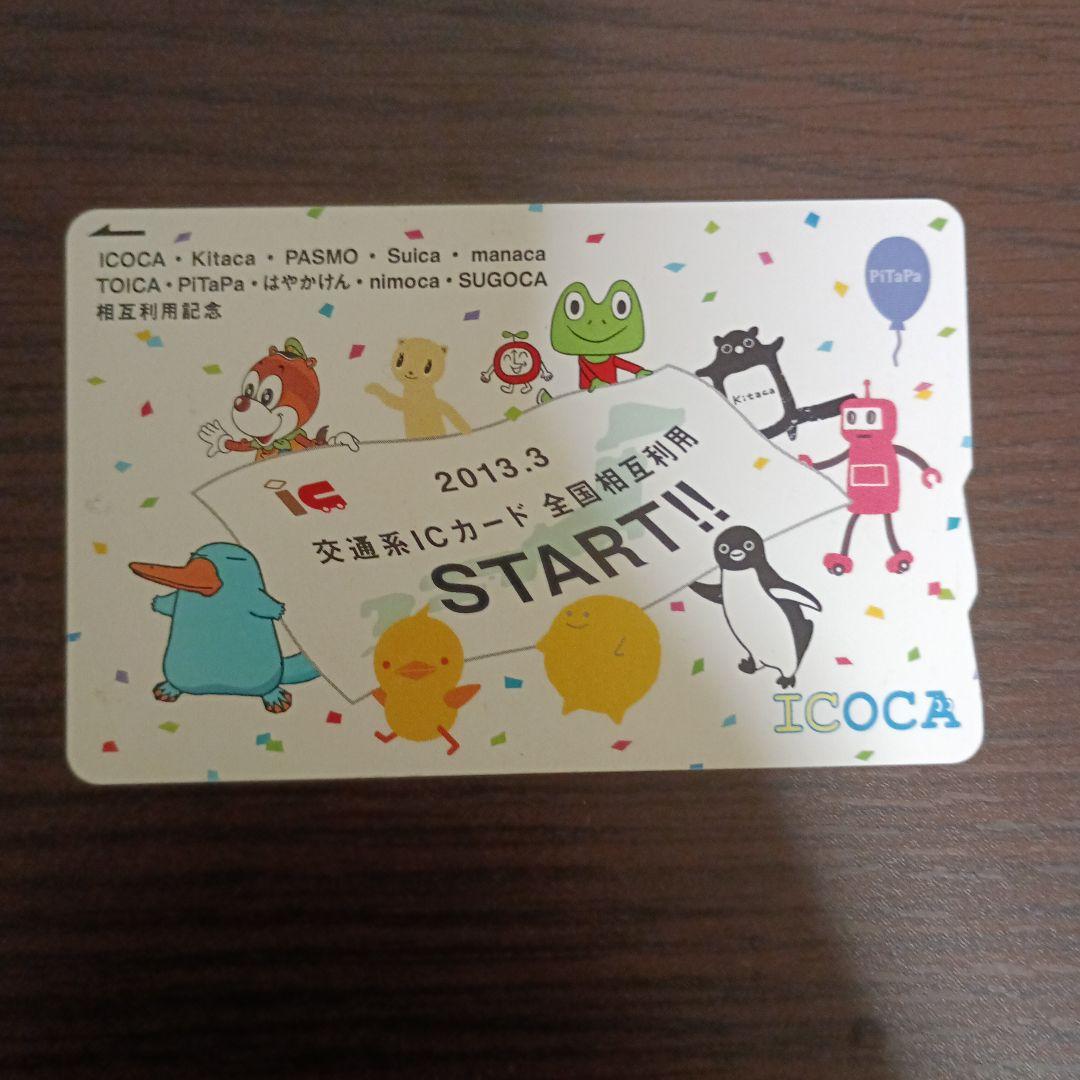 ICOCA・Kitaca・PASMO・Suica・manaca
TOICA・PiTaPa・はやかけん・nimoca・SUGOCA
相互利用記念
PiTaPa
Kitaca
2013.3
交通系ICカード 全国相互利用
START!!
ICOCA